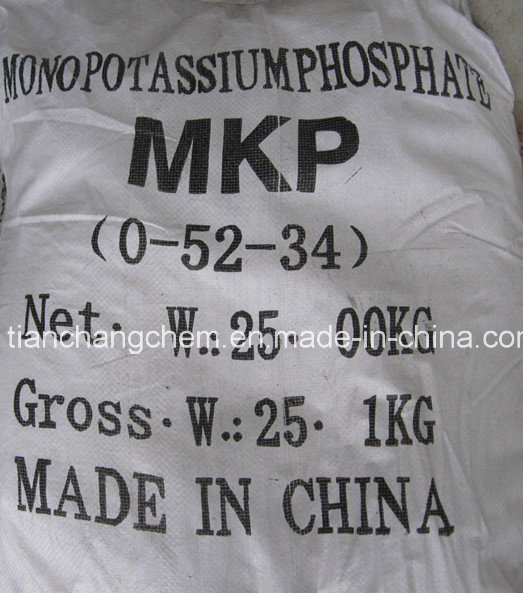 MONOPOTASSIUMPHOSPHATE
MKP
(0-52-34)
Net. W.: 25. 00KG
tianchangchem.en.made-in-china.com
Gross. W.: 25. 1KG
MADE IN CHINA